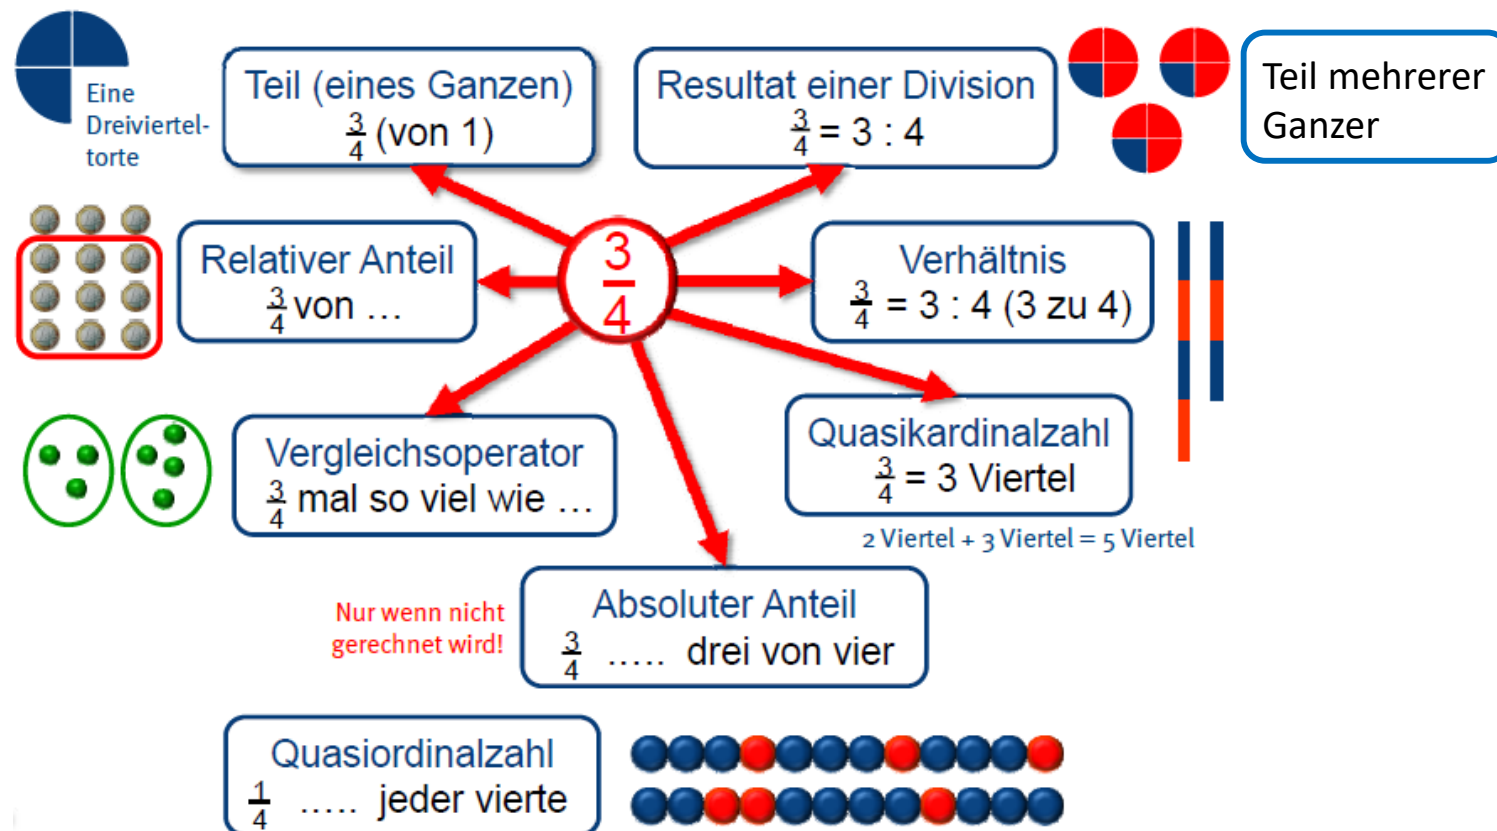 Eine
Dreiviertel-
torte
Teil (eines Ganzen)
3/4 (von 1)
Resultat einer Division
3/4 = 3 : 4
Teil mehrerer
Ganzer
Relativer Anteil
3/4 von ...
3/4
Verhältnis
3/4 = 3 : 4 (3 zu 4)
Vergleichsoperator
3/4 mal so viel wie ...
Quasikardinalzahl
3/4 = 3 Viertel
2 Viertel + 3 Viertel = 5 Viertel
Nur wenn nicht
gerechnet wird!
Absoluter Anteil
3/4 ..... drei von vier
Quasiordinalzahl
1/4 ..... jeder vierte